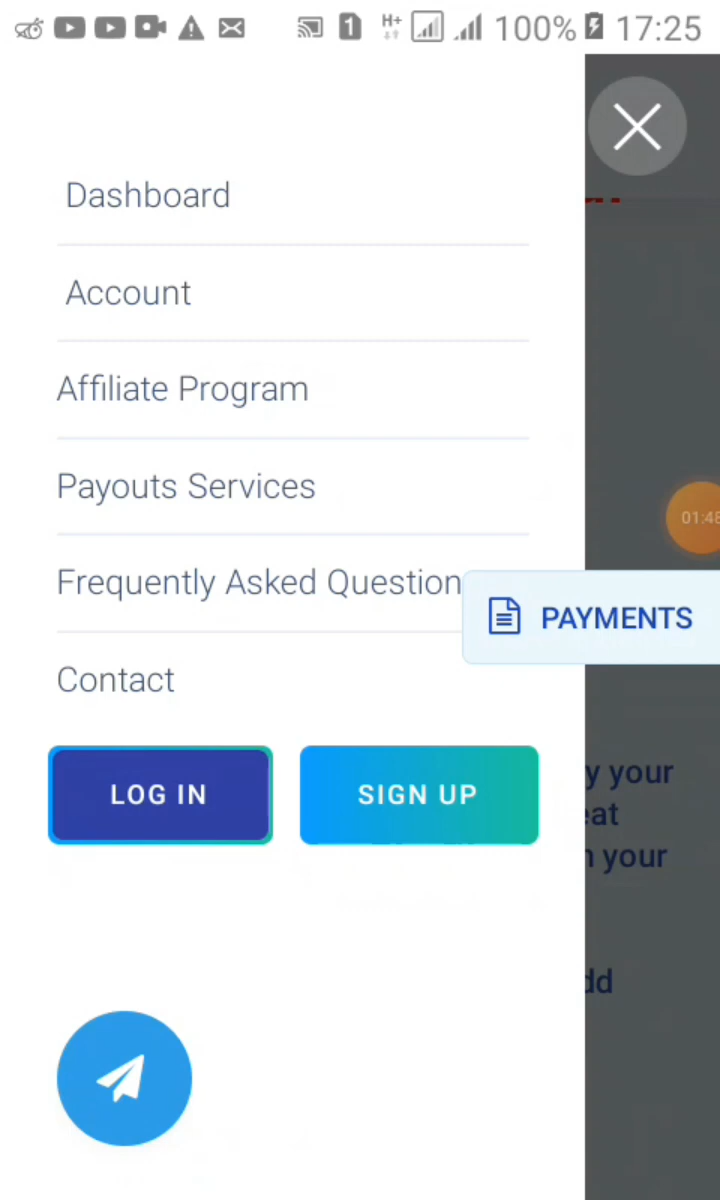 1 H+ 100% 17:25
Dashboard
Account
Affiliate Program
Payouts Services
01:48
Frequently Asked Question
PAYMENTS
Contact
y your
LOG IN
SIGN UP
eat
your
dd